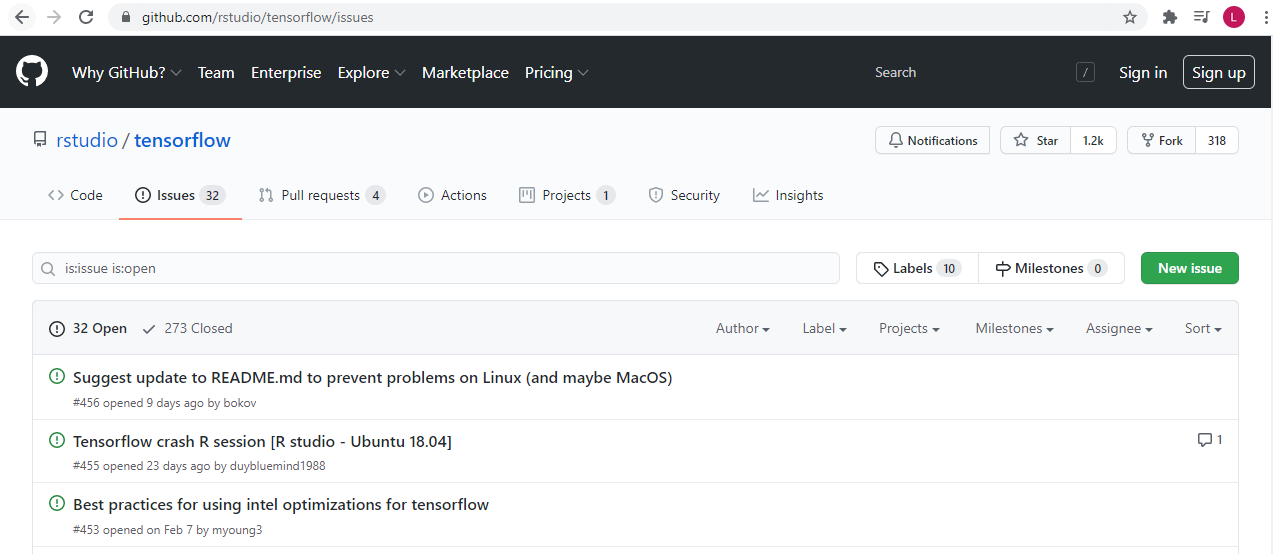 github.com/rstudio/tensorflow/issues
L
Why GitHub? Team Enterprise Explore Marketplace Pricing Search / Sign in Sign up
rstudio / tensorflow Notifications Star 1.2k Fork 318
Code Issues 32 Pull requests 4 Actions Projects 1 Security Insights
is:issue is:open Labels 10 Milestones 0 New issue
32 Open 273 Closed Author Label Projects Milestones Assignee Sort
Suggest update to README.md to prevent problems on Linux (and maybe MacOS)
#456 opened 9 days ago by bokov
Tensorflow crash R session [R studio - Ubuntu 18.04] 1
#455 opened 23 days ago by duybluemind1988
Best practices for using intel optimizations for tensorflow
#453 opened on Feb 7 by myoung3